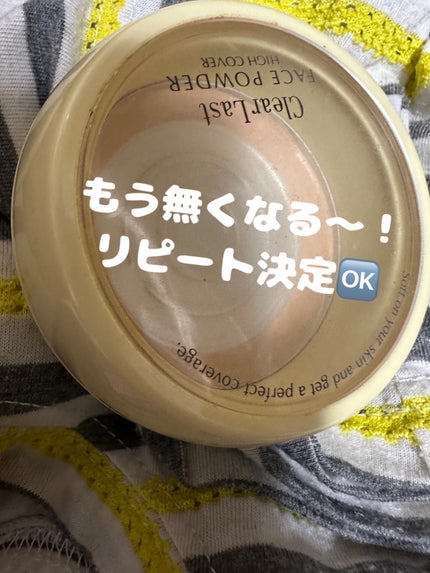 ClearLast
FACE POWDER
HIGH COVER
もう無くなる〜！
リピート決定🆗
Soft on your skin and get a perfect coverage.